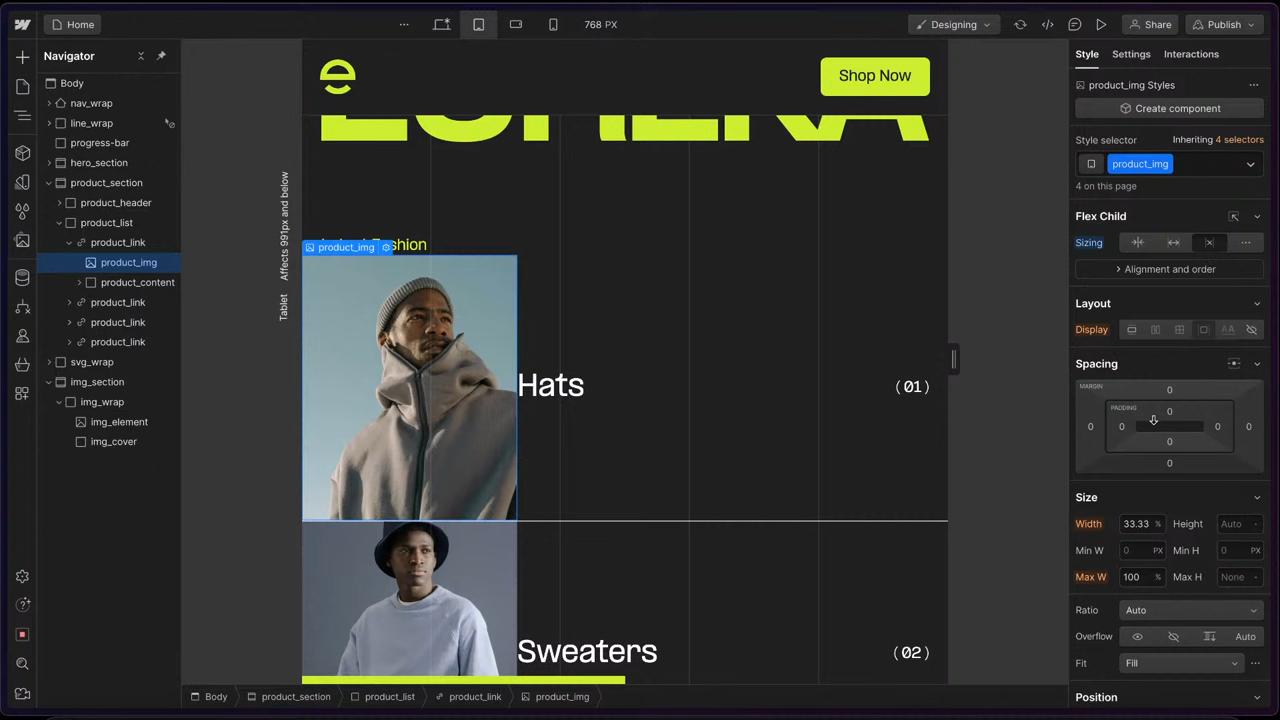 Home
768 PX
Designing
Share
Publish
Navigator
Body
nav_wrap
line_wrap
progress-bar
hero_section
product_section
product_header
product_list
product_link
product_img
product_content
product_link
product_link
product_link
svg_wrap
img_section
img_wrap
img_element
img_cover
Tablet Affects 991px and below
e
Shop Now
product_img
Hats
(01)
Sweaters
(02)
Body
product_section
product_list
product_link
product_img
Style Settings Interactions
product_img Styles
Create component
Style selector Inheriting 4 selectors
product_img
4 on this page
Flex Child
Sizing
Alignment and order
Layout
Display
AA
Spacing
MARGIN
0
PADDING
0
0 0 0 0
0
0
Size
Width 33.33 % Height Auto -
Min W 0 PX Min H 0 PX
Max W 100 % Max H None -
Ratio Auto
Overflow Auto
Fit Fill
Position